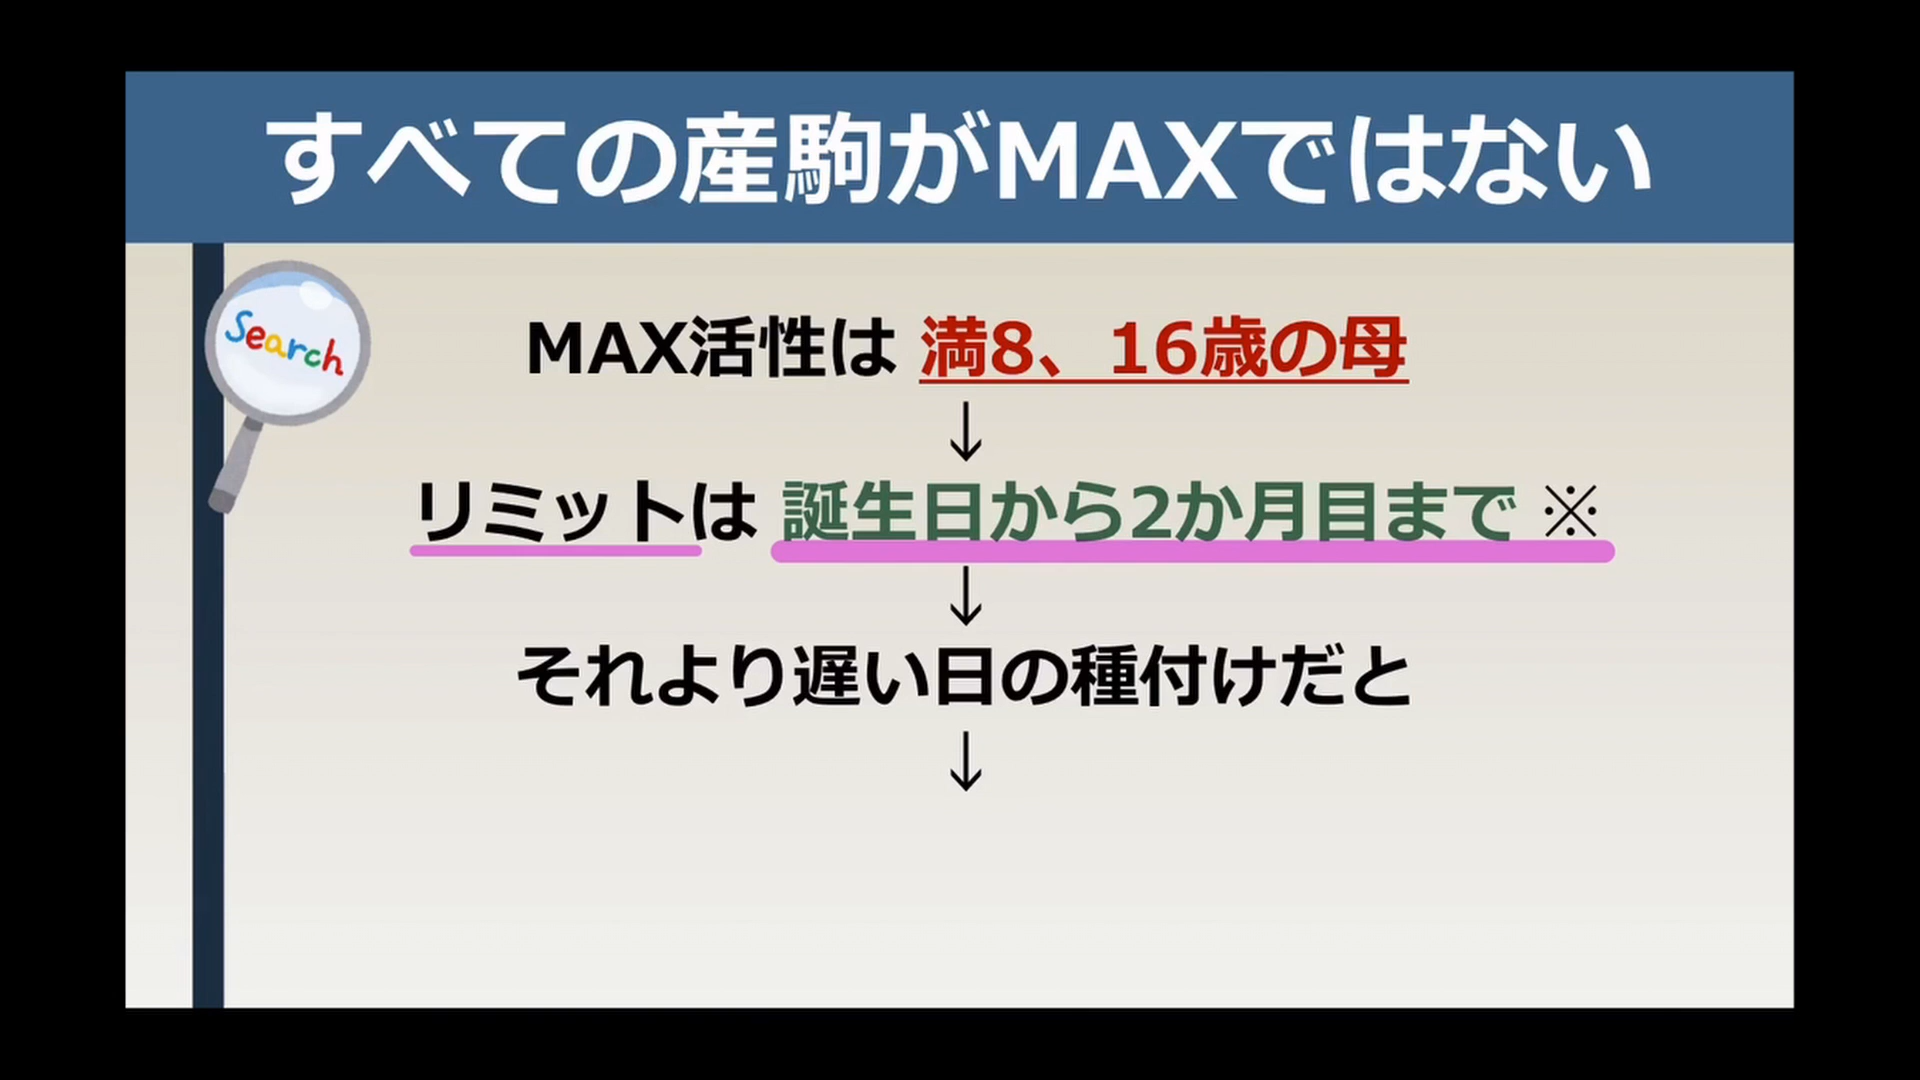 すべての産駒がMAXではない
Search
MAX活性は 満8、16歳の母
↓
リミットは 誕生日から2か月目まで ※
↓
それより遅い日の種付けだと
↓